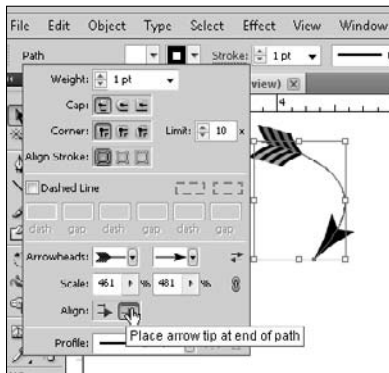 File Edit Object Type Select Effect View Window
Path Stroke: 1 pt
Weight: 1 pt
view)
Cap:
4
Corner: Limit: 10 x
Align Stroke:
Dashed Line
dash gap dash gap dash gap
Arrowheads:
Scale: 461 % 481 %
Align:
Place arrow tip at end of path
Profile: